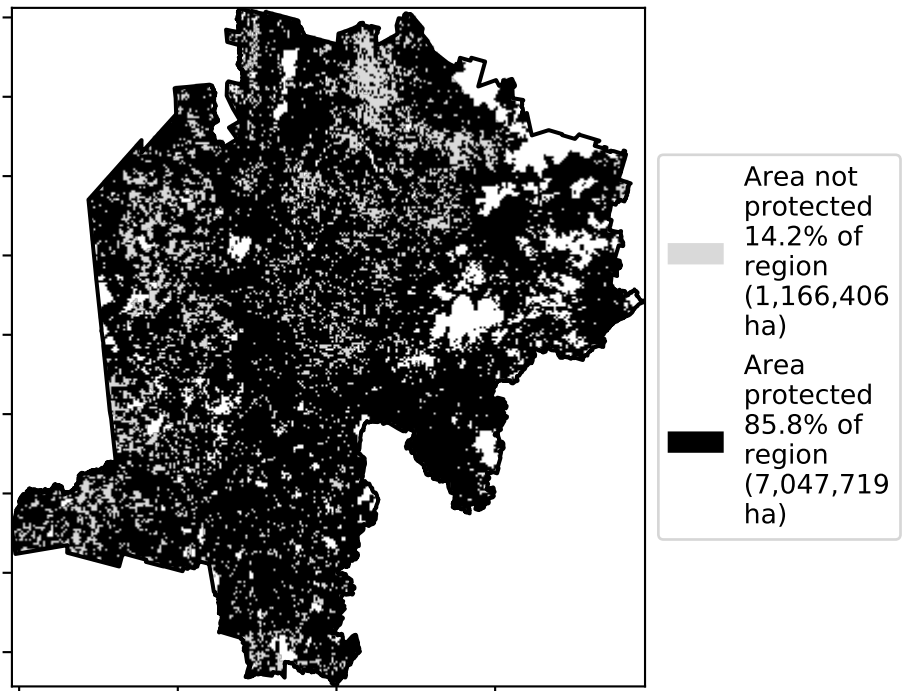 Area not
protected
14.2% of
region
(1,166,406
ha)
Area
protected
85.8% of
region
(7,047,719
ha)